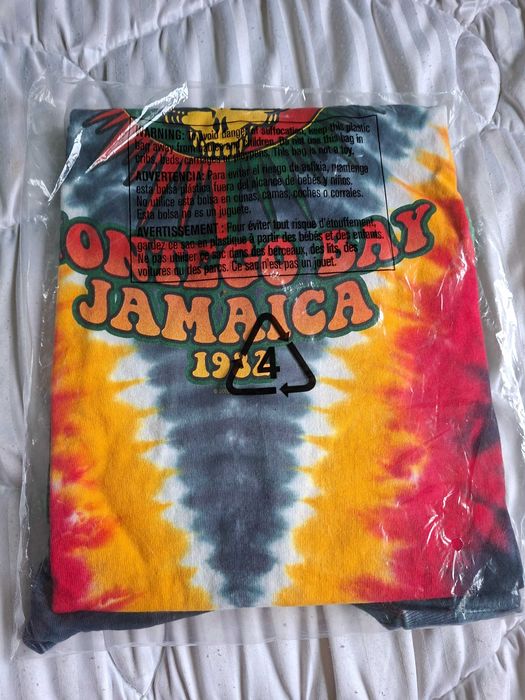 WARNING: To avoid danger of suffocation, keep this plastic
bag away from babies and children. Do not use this bag in
cribs, beds, carriages or playpens. This bag is not a toy.
ADVERTENCIA: Para evitar el riesgo de asfixia, mantenga
esta bolsa plástica fuera del alcance de bebés y niños.
No utilice esta bolsa en cunas, camas, coches o corrales.
Esta bolsa no es un juguete.
AVERTISSEMENT : Pour éviter tout risque d'étouffement,
gardez ce sac en plastique à partir des bébés et des enfants.
Ne pas utiliser ce sac dans des berceaux, des lits, des
voitures ou des parcs. Ce sac n'est pas un jouet.
BAY
JAMAICA
1982
4